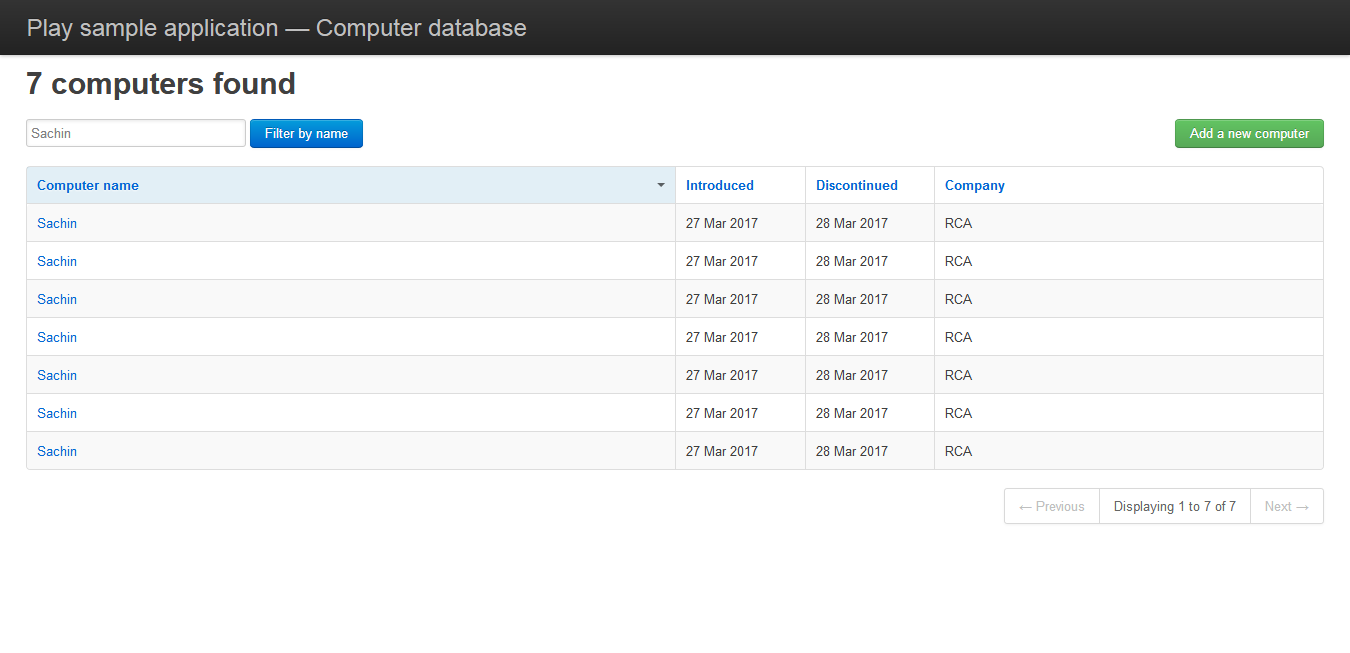 Play sample application — Computer database
7 computers found
Sachin Filter by name Add a new computer
Computer name Introduced Discontinued Company
Sachin 27 Mar 2017 28 Mar 2017 RCA
Sachin 27 Mar 2017 28 Mar 2017 RCA
Sachin 27 Mar 2017 28 Mar 2017 RCA
Sachin 27 Mar 2017 28 Mar 2017 RCA
Sachin 27 Mar 2017 28 Mar 2017 RCA
Sachin 27 Mar 2017 28 Mar 2017 RCA
Sachin 27 Mar 2017 28 Mar 2017 RCA
← Previous Displaying 1 to 7 of 7 Next →